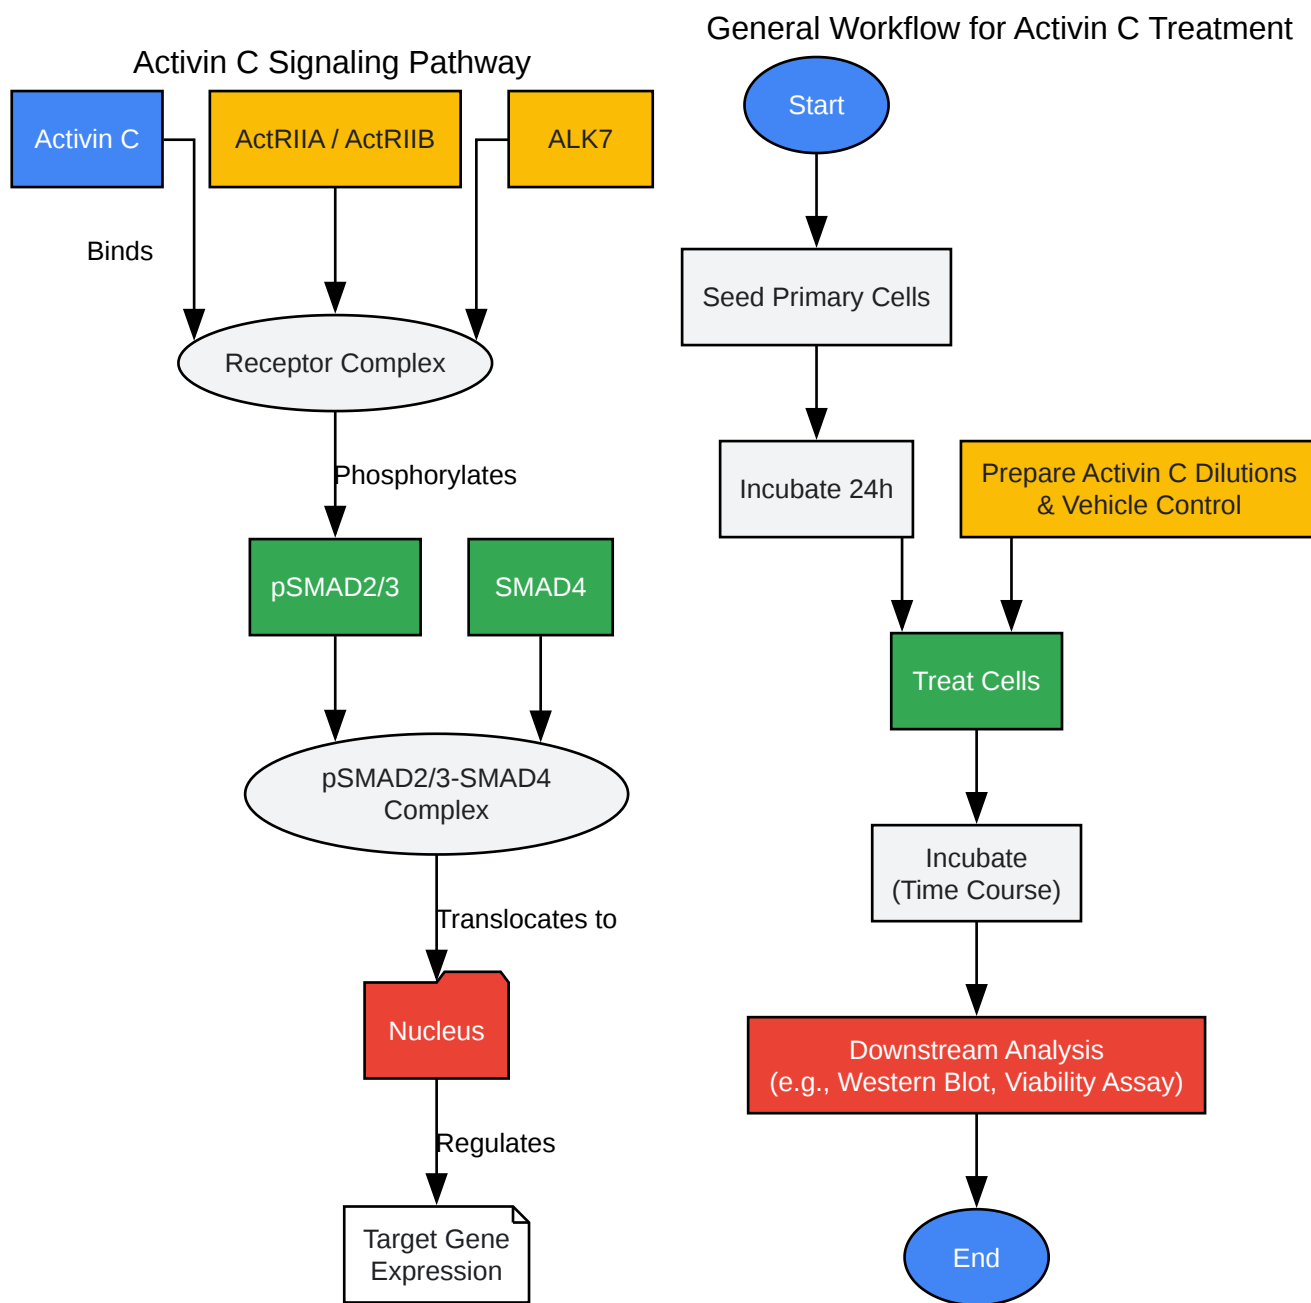 Activin C Signaling Pathway
Activin C
ActRIIA / ActRIIB
ALK7
Binds
Receptor Complex
Phosphorylates
pSMAD2/3
SMAD4
pSMAD2/3-SMAD4
Complex
Translocates to
Nucleus
Regulates
Target Gene
Expression
General Workflow for Activin C Treatment
Start
Seed Primary Cells
Incubate 24h
Prepare Activin C Dilutions
& Vehicle Control
Treat Cells
Incubate
(Time Course)
Downstream Analysis
(e.g., Western Blot, Viability Assay)
End